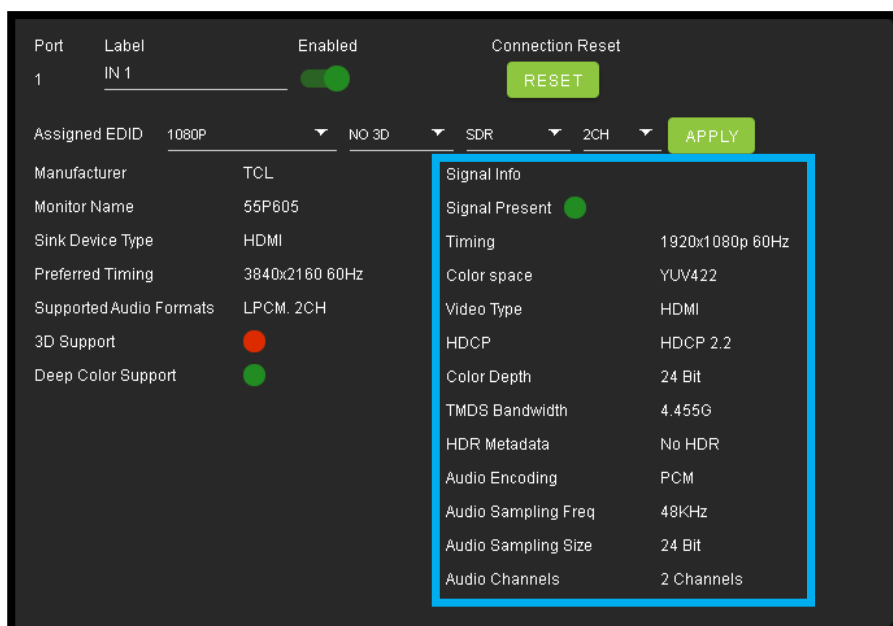 Port Label Enabled Connection Reset
1 IN 1 RESET
Assigned EDID 1080P NO 3D SDR 2CH APPLY
Manufacturer TCL
Monitor Name 55P605
Sink Device Type HDMI
Preferred Timing 3840x2160 60Hz
Supported Audio Formats LPCM. 2CH
3D Support
Deep Color Support
Signal Info
Signal Present
Timing 1920x1080p 60Hz
Color space YUV422
Video Type HDMI
HDCP HDCP 2.2
Color Depth 24 Bit
TMDS Bandwidth 4.455G
HDR Metadata No HDR
Audio Encoding PCM
Audio Sampling Freq 48KHz
Audio Sampling Size 24 Bit
Audio Channels 2 Channels